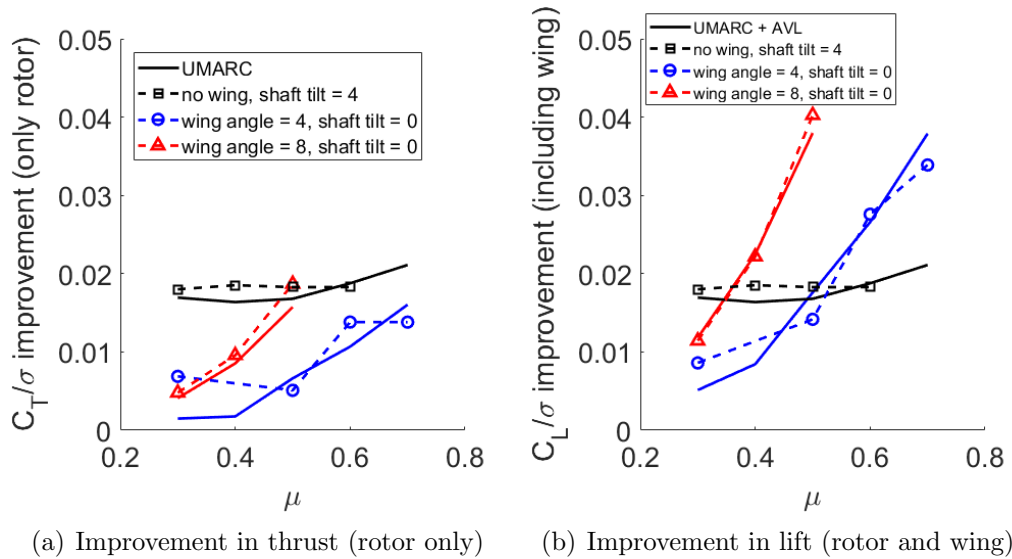 C_T/σ improvement (only rotor)
0.05
0.04
0.03
0.02
0.01
0
0.2
0.4
0.6
0.8
μ
UMARC
no wing, shaft tilt = 4
wing angle = 4, shaft tilt = 0
wing angle = 8, shaft tilt = 0
(a) Improvement in thrust (rotor only)
C_L/σ improvement (including wing)
0.05
0.04
0.03
0.02
0.01
0
0.2
0.4
0.6
0.8
μ
UMARC + AVL
no wing, shaft tilt = 4
wing angle = 4, shaft tilt = 0
wing angle = 8, shaft tilt = 0
(b) Improvement in lift (rotor and wing)